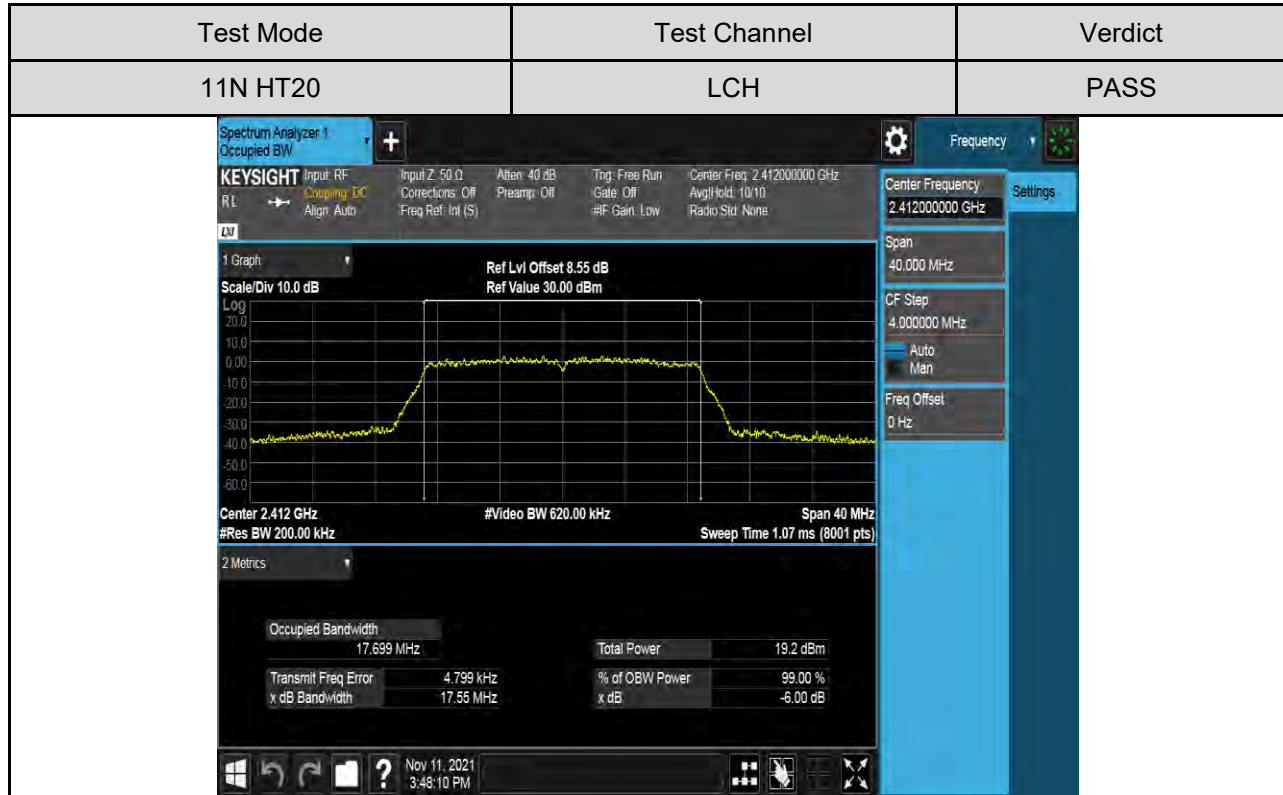 Test Mode Test Channel Verdict
11N HT20 LCH PASS
Spectrum Analyzer 1
Occupied BW
+
Frequency
KEYSIGHT
RL
LXI
Input: RF
Coupling: DC
Align: Auto
Input Z: 50 Ω
Corrections: Off
Freq Ref: Int (S)
Atten: 40 dB
Preamp: Off
Trig: Free Run
Gate: Off
#IF Gain: Low
Center Freq: 2.412000000 GHz
Avg|Hold: 10/10
Radio Std: None
Center Frequency
2.412000000 GHz
Settings
Span
40.000 MHz
CF Step
4.000000 MHz
Auto
Man
Freq Offset
0 Hz
1 Graph
Scale/Div 10.0 dB
Ref Lvl Offset 8.55 dB
Ref Value 30.00 dBm
Log
20.0
10.0
0.00
-10.0
-20.0
-30.0
-40.0
-50.0
-60.0
Center 2.412 GHz #Video BW 620.00 kHz Span 40 MHz
#Res BW 200.00 kHz Sweep Time 1.07 ms (8001 pts)
2 Metrics
Occupied Bandwidth
17.699 MHz
Total Power 19.2 dBm
Transmit Freq Error 4.799 kHz
% of OBW Power 99.00 %
x dB Bandwidth 17.55 MHz
x dB -6.00 dB
?
Nov 11, 2021
3:48:10 PM